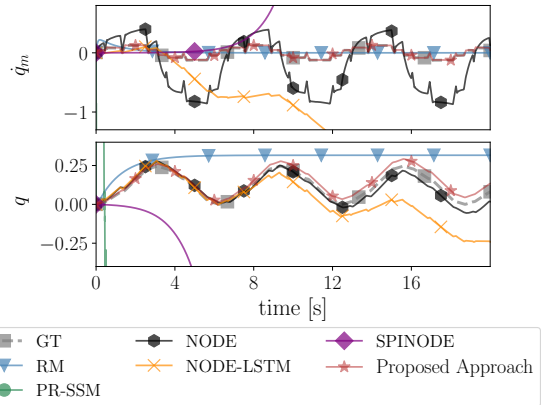 0
−1
q̇m
0.25
0.00
−0.25
q
0 4 8 12 16
time [s]
GT NODE SPINODE
RM NODE-LSTM Proposed Approach
PR-SSM